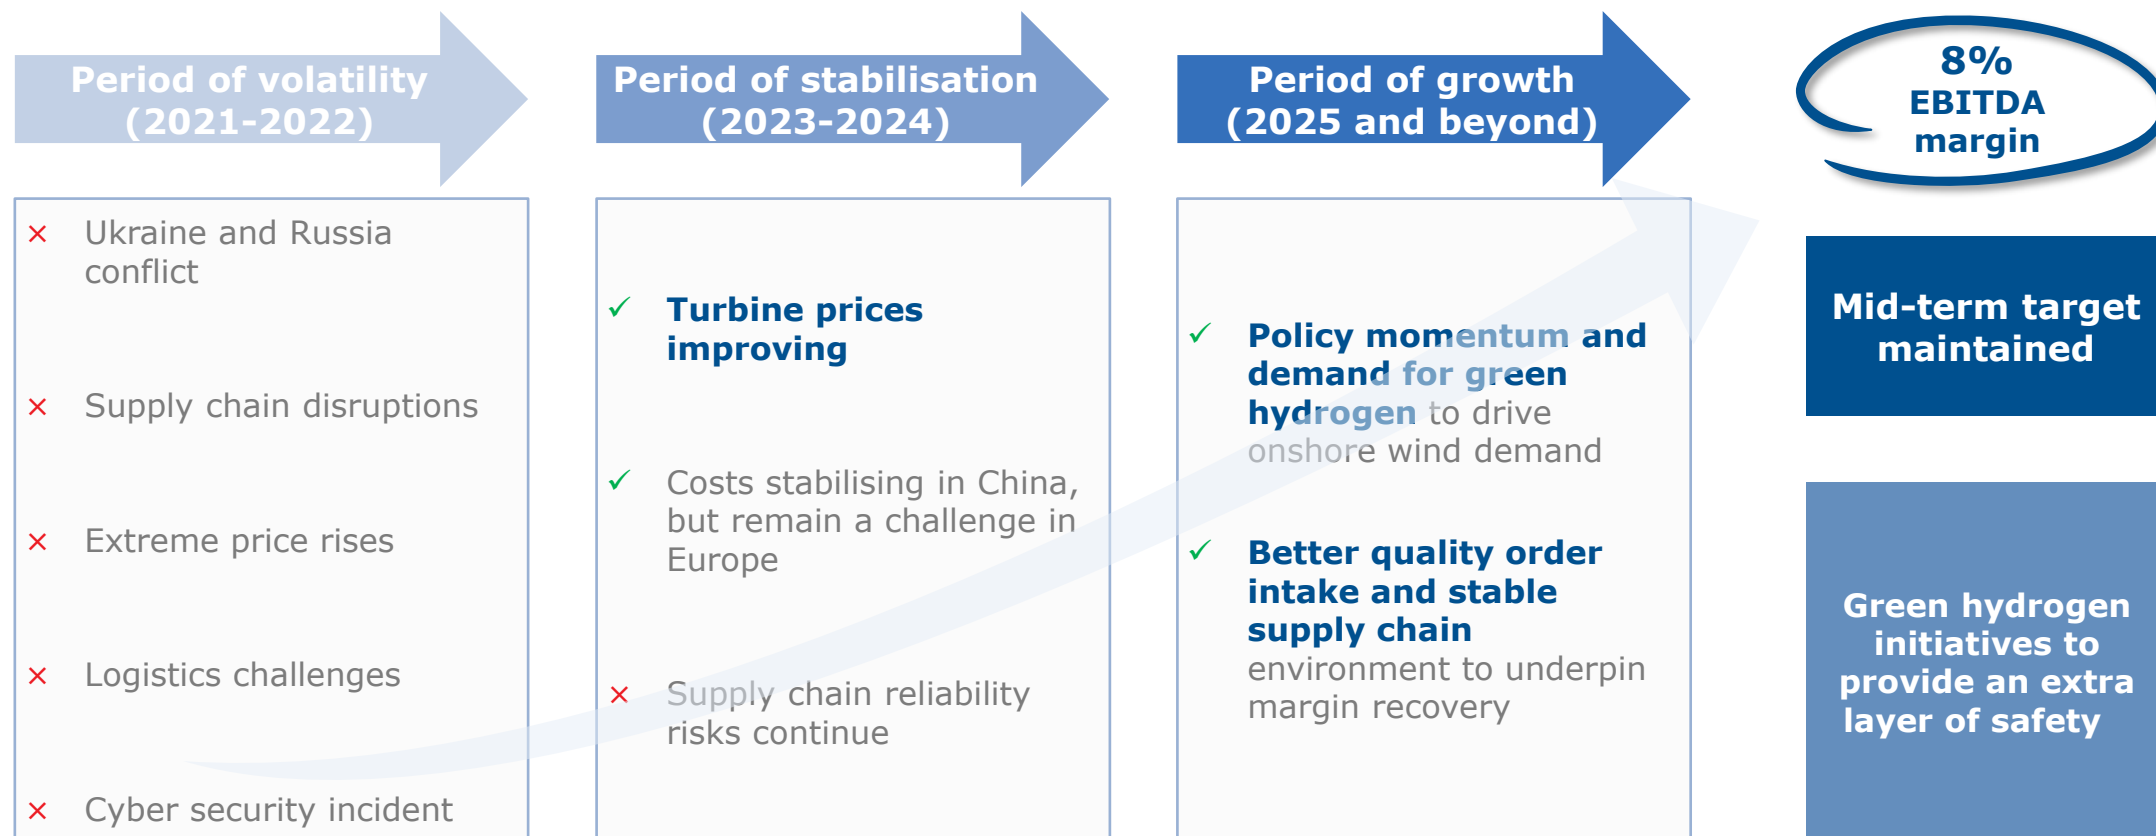 Period of volatility
(2021-2022)
× Ukraine and Russia
conflict
× Supply chain disruptions
× Extreme price rises
× Logistics challenges
× Cyber security incident
Period of stabilisation
(2023-2024)
✓ Turbine prices
improving
✓ Costs stabilising in China,
but remain a challenge in
Europe
× Supply chain reliability
risks continue
Period of growth
(2025 and beyond)
✓ Policy momentum and
demand for green
hydrogen to drive
onshore wind demand
✓ Better quality order
intake and stable
supply chain
environment to underpin
margin recovery
8%
EBITDA
margin
Mid-term target
maintained
Green hydrogen
initiatives to
provide an extra
layer of safety